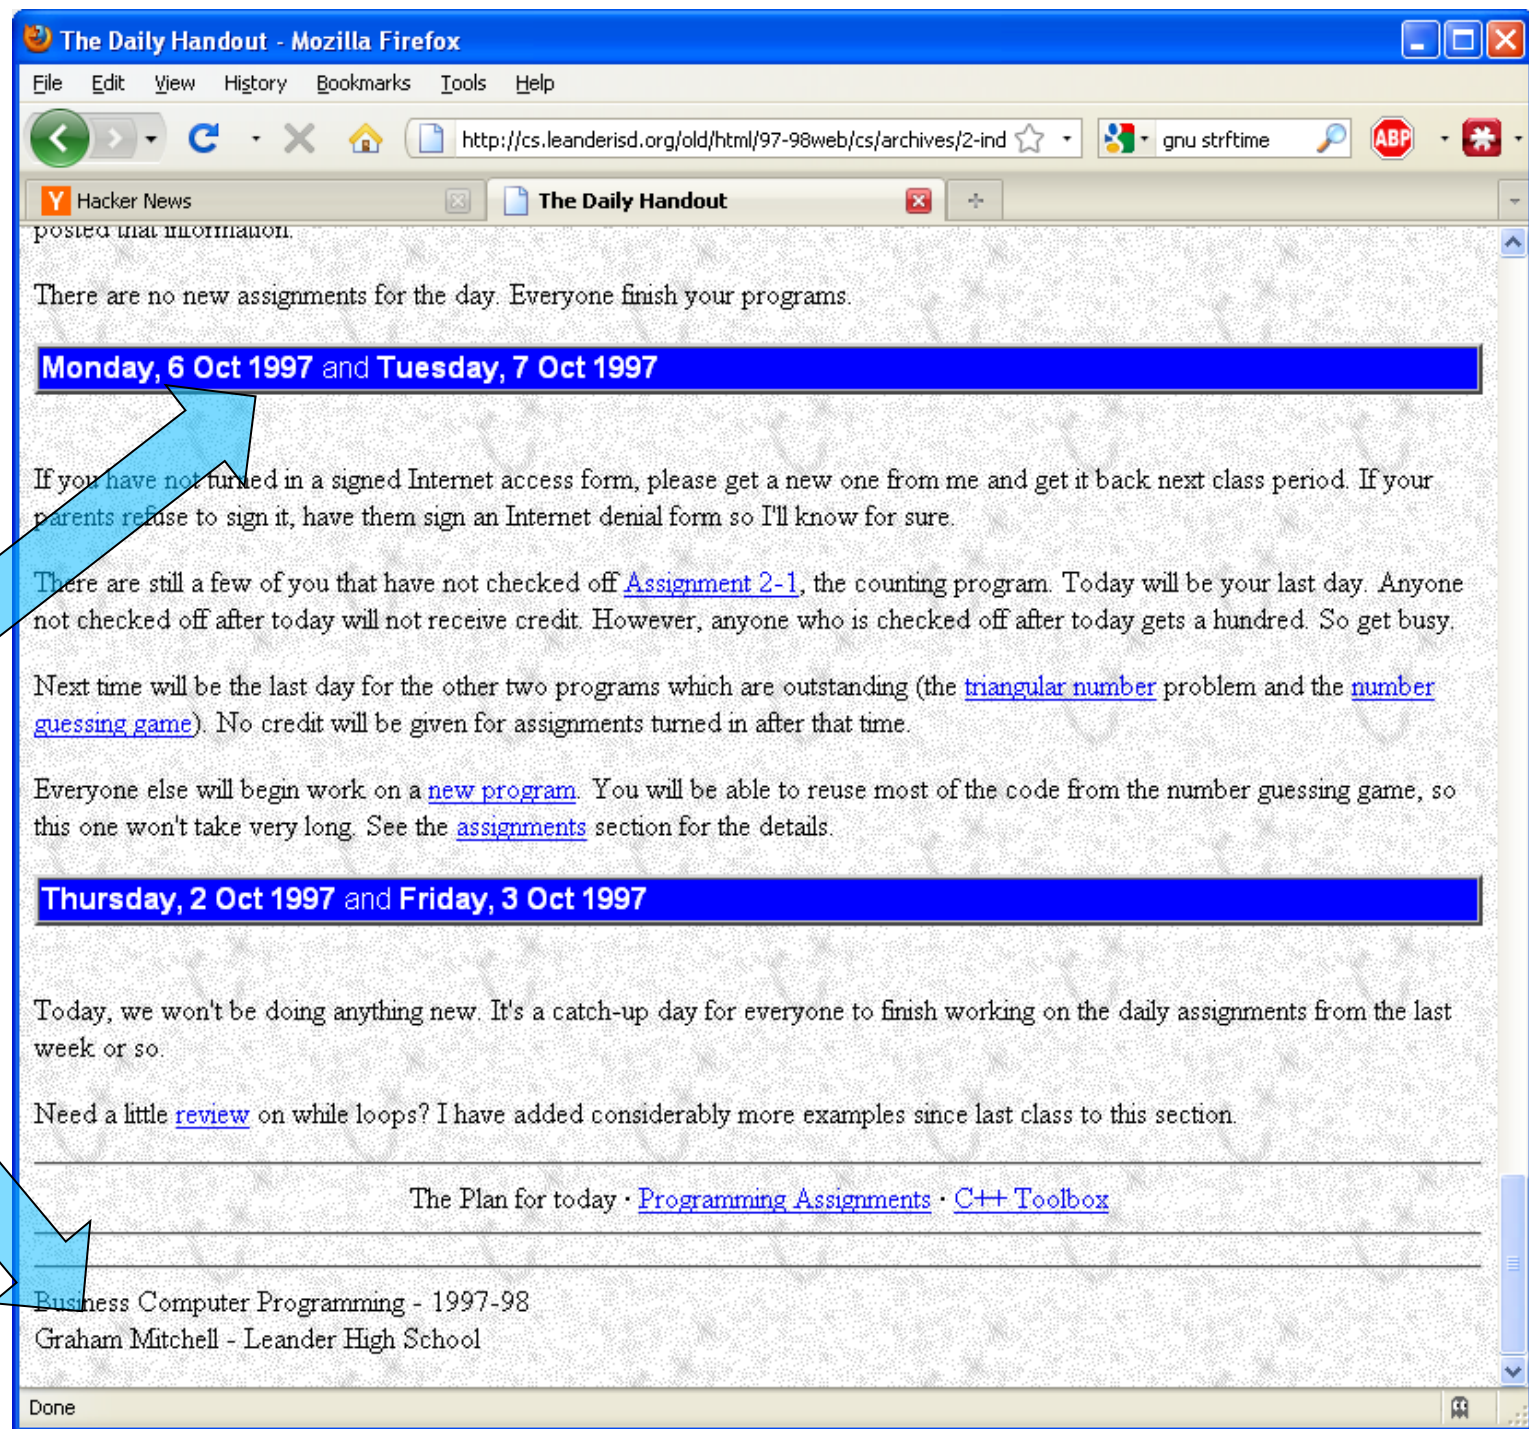 The Daily Handout - Mozilla Firefox
File Edit View History Bookmarks Tools Help
http://cs.leanderisd.org/old/html/97-98web/cs/archives/2-ind gnu strftime ABP
Y Hacker News The Daily Handout
posted that information.
There are no new assignments for the day. Everyone finish your programs.
Monday, 6 Oct 1997 and Tuesday, 7 Oct 1997
If you have not turned in a signed Internet access form, please get a new one from me and get it back next class period. If your
parents refuse to sign it, have them sign an Internet denial form so I'll know for sure.
There are still a few of you that have not checked off Assignment 2-1, the counting program. Today will be your last day. Anyone
not checked off after today will not receive credit. However, anyone who is checked off after today gets a hundred. So get busy.
Next time will be the last day for the other two programs which are outstanding (the triangular number problem and the number
guessing game). No credit will be given for assignments turned in after that time.
Everyone else will begin work on a new program. You will be able to reuse most of the code from the number guessing game, so
this one won't take very long. See the assignments section for the details.
Thursday, 2 Oct 1997 and Friday, 3 Oct 1997
Today, we won't be doing anything new. It's a catch-up day for everyone to finish working on the daily assignments from the last
week or so.
Need a little review on while loops? I have added considerably more examples since last class to this section.
The Plan for today · Programming Assignments · C++ Toolbox
Business Computer Programming - 1997-98
Graham Mitchell - Leander High School
Done